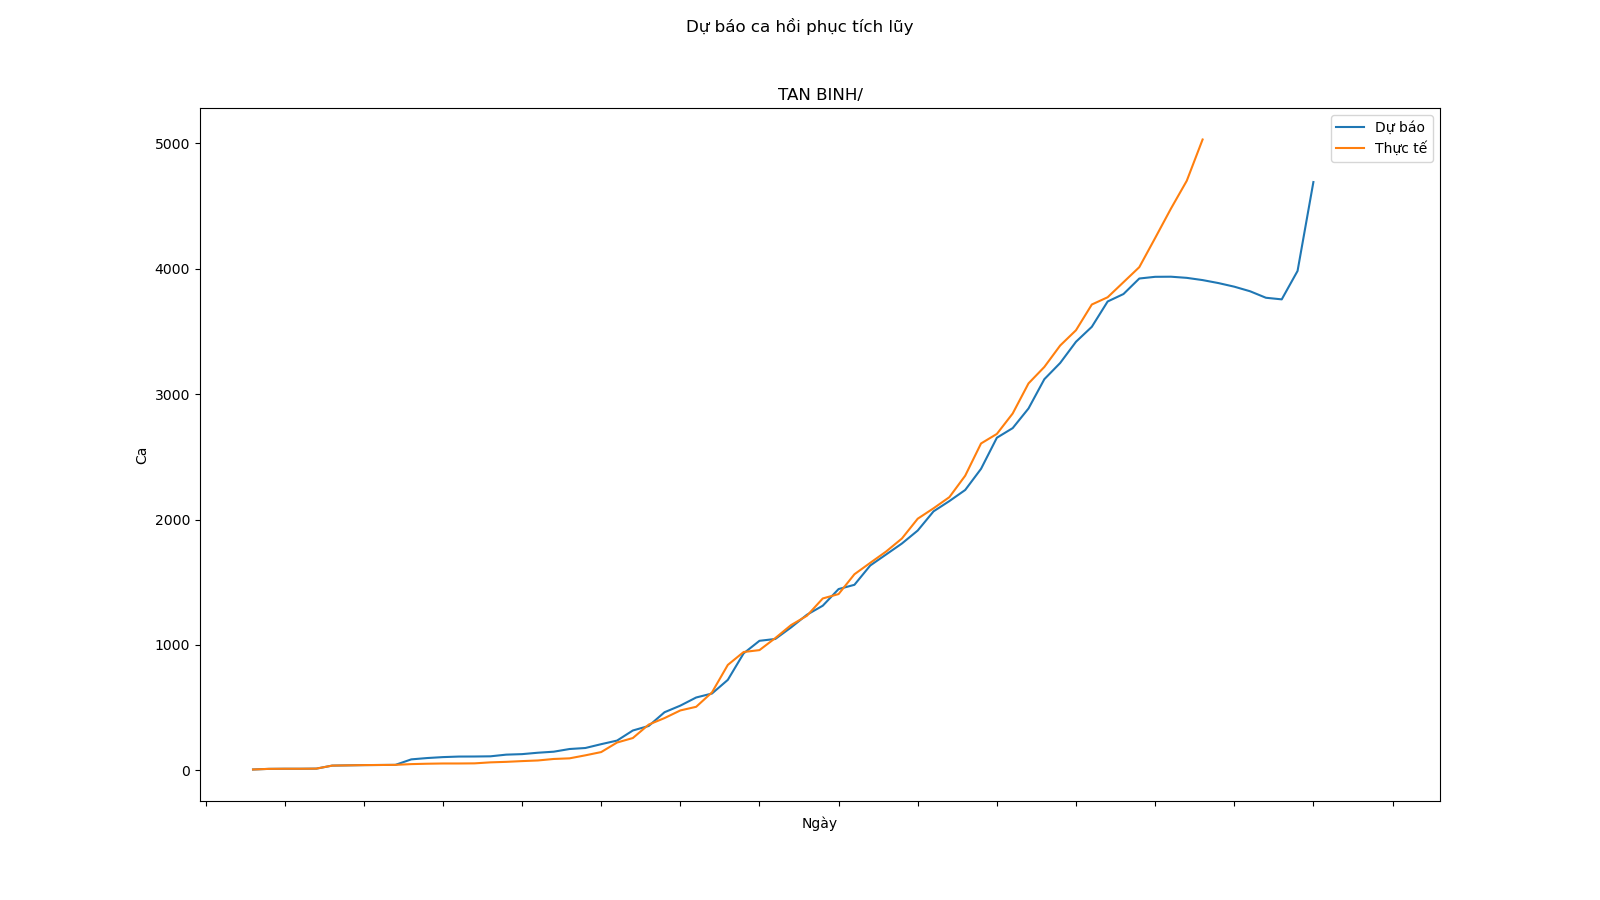 Dự báo ca hồi phục tích lũy
TAN BINH/
Dự báo
Thực tế
5000
4000
3000
2000
1000
0
Ca
Ngày